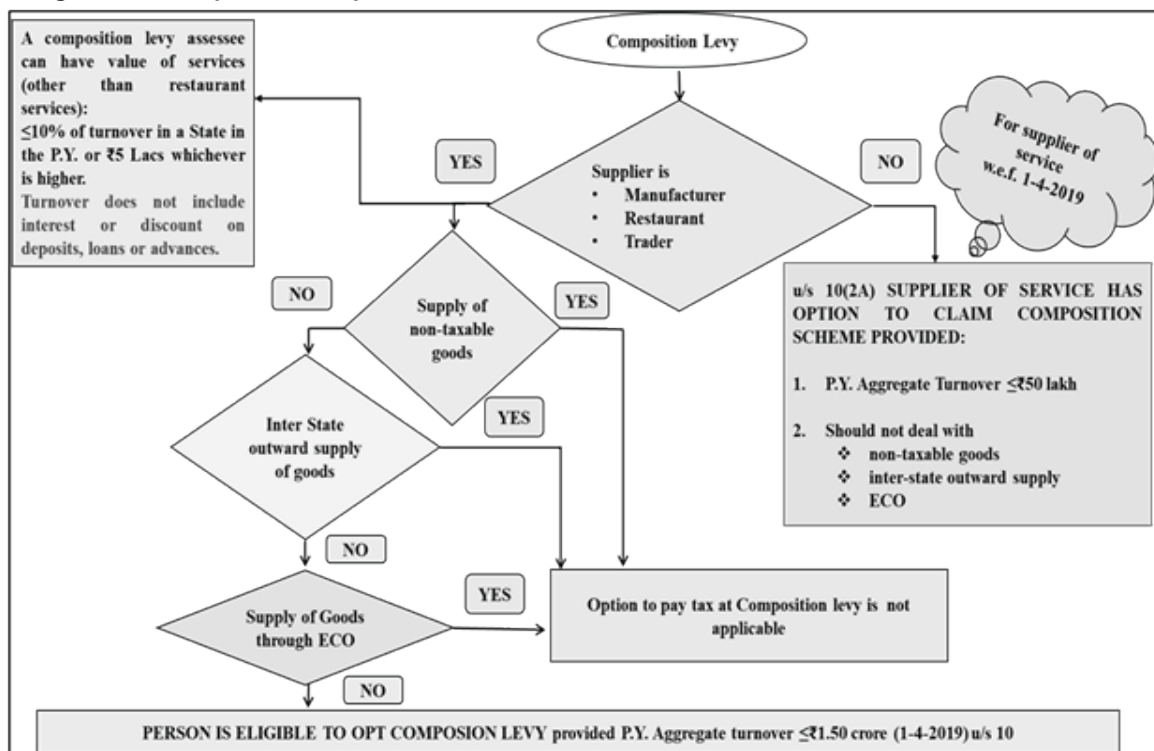 Composition Levy
A composition levy assessee
can have value of services
(other than restaurant
services):
≤10% of turnover in a State in
the P.Y. or ₹5 Lacs whichever
is higher.
Turnover does not include
interest or discount on
deposits, loans or advances.
YES
Supplier is
• Manufacturer
• Restaurant
• Trader
NO
For supplier of
service
w.e.f. 1-4-2019
u/s 10(2A) SUPPLIER OF SERVICE HAS
OPTION TO CLAIM COMPOSITION
SCHEME PROVIDED:
1. P.Y. Aggregate Turnover ≤₹50 lakh
2. Should not deal with
❖ non-taxable goods
❖ inter-state outward supply
❖ ECO
NO
Supply of
non-taxable
goods
YES
Inter State
outward supply
of goods
YES
NO
Supply of Goods
through ECO
YES
Option to pay tax at Composition levy is not
applicable
NO
PERSON IS ELIGIBLE TO OPT COMPOSION LEVY provided P.Y. Aggregate turnover ≤₹1.50 crore (1-4-2019) u/s 10